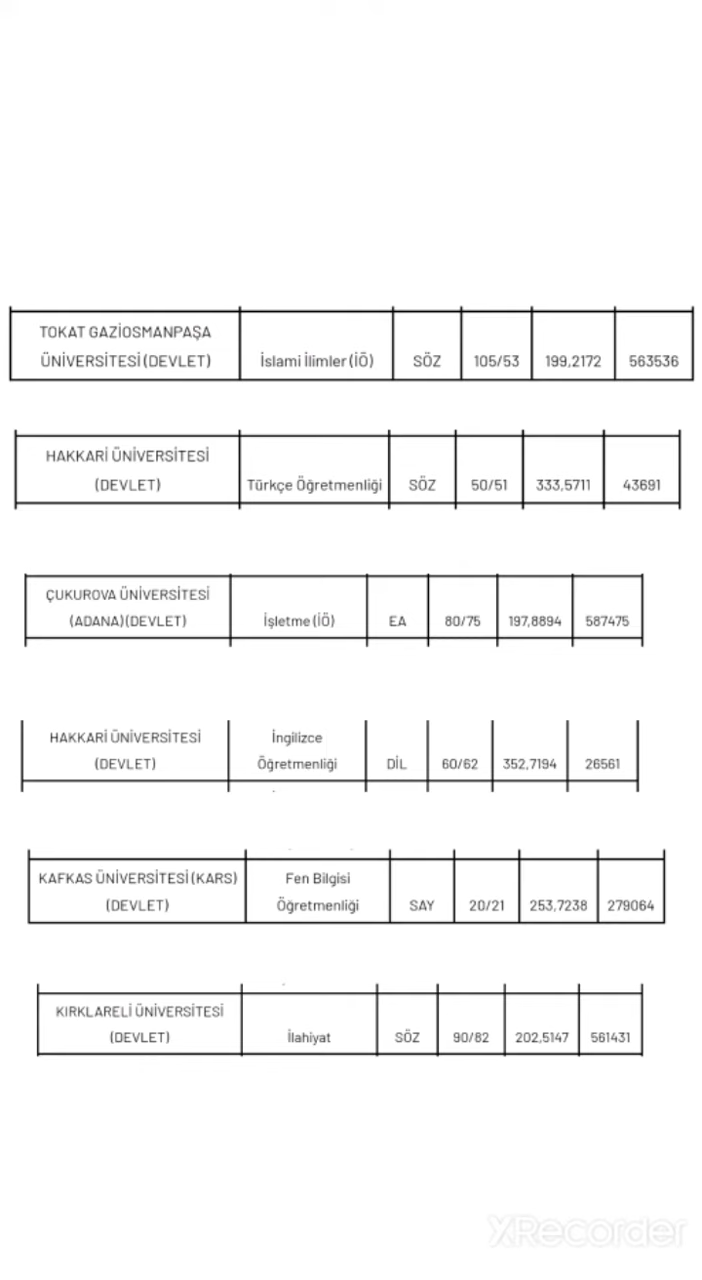 TOKAT GAZİOSMANPAŞA
ÜNİVERSİTESİ (DEVLET) İslami İlimler (İÖ) SÖZ 105/53 199,2172 563536
HAKKARİ ÜNİVERSİTESİ
(DEVLET) Türkçe Öğretmenliği SÖZ 50/51 333,5711 43691
ÇUKUROVA ÜNİVERSİTESİ
(ADANA) (DEVLET) İşletme (İÖ) EA 80/75 197,8894 587475
HAKKARİ ÜNİVERSİTESİ İngilizce
(DEVLET) Öğretmenliği DİL 60/62 352,7194 26561
KAFKAS ÜNİVERSİTESİ (KARS) Fen Bilgisi
(DEVLET) Öğretmenliği SAY 20/21 253,7238 279064
KIRKLARELİ ÜNİVERSİTESİ
(DEVLET) İlahiyat SÖZ 90/82 202,5147 561431
XRecorder